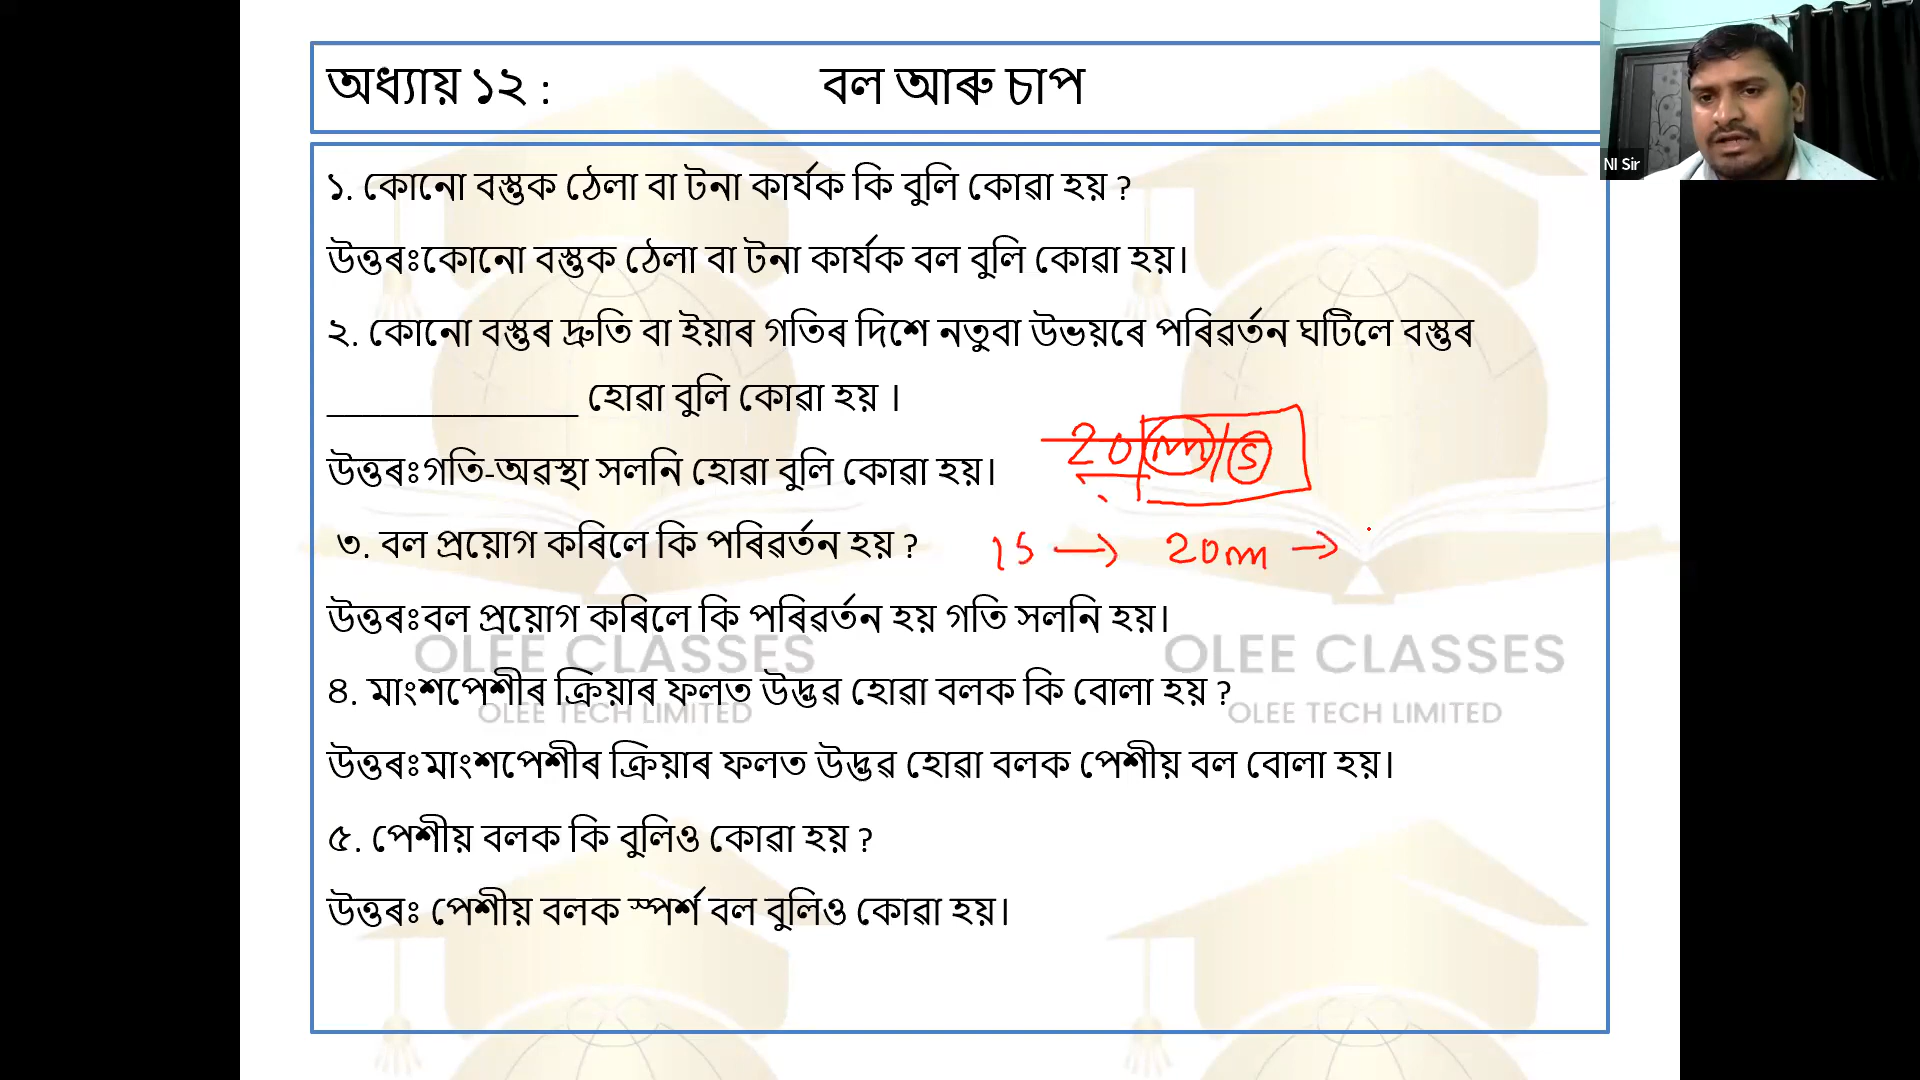 অধ্যায় ১২ : বল আৰু চাপ
NI Sir
১. কোনো বস্তুক ঠেলা বা টনা কাৰ্যক কি বুলি কোৱা হয় ?
উত্তৰঃকোনো বস্তুক ঠেলা বা টনা কাৰ্যক বল বুলি কোৱা হয়।
২. কোনো বস্তুৰ দ্ৰুতি বা ইয়াৰ গতিৰ দিশে নতুবা উভয়ৰে পৰিৱৰ্তন ঘটিলে বস্তুৰ
____________ হোৱা বুলি কোৱা হয় ।
20 m/s
উত্তৰঃগতি-অৱস্থা সলনি হোৱা বুলি কোৱা হয়।
৩. বল প্ৰয়োগ কৰিলে কি পৰিৱৰ্তন হয় ?
1s → 20m →
উত্তৰঃবল প্ৰয়োগ কৰিলে কি পৰিৱৰ্তন হয় গতি সলনি হয়।
OLEE CLASSES OLEE CLASSES
৪. মাংশপেশীৰ ক্ৰিয়াৰ ফলত উদ্ভৱ হোৱা বলক কি বোলা হয় ?
OLEE TECH LIMITED OLEE TECH LIMITED
উত্তৰঃমাংশপেশীৰ ক্ৰিয়াৰ ফলত উদ্ভৱ হোৱা বলক পেশীয় বল বোলা হয়।
৫. পেশীয় বলক কি বুলিও কোৱা হয় ?
উত্তৰঃ পেশীয় বলক স্পৰ্শ বল বুলিও কোৱা হয়।